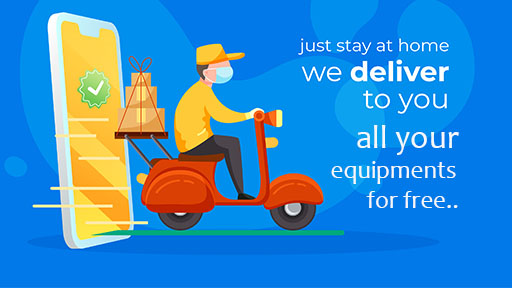 just stay at home
we deliver
to you
all your
equipments
for free..